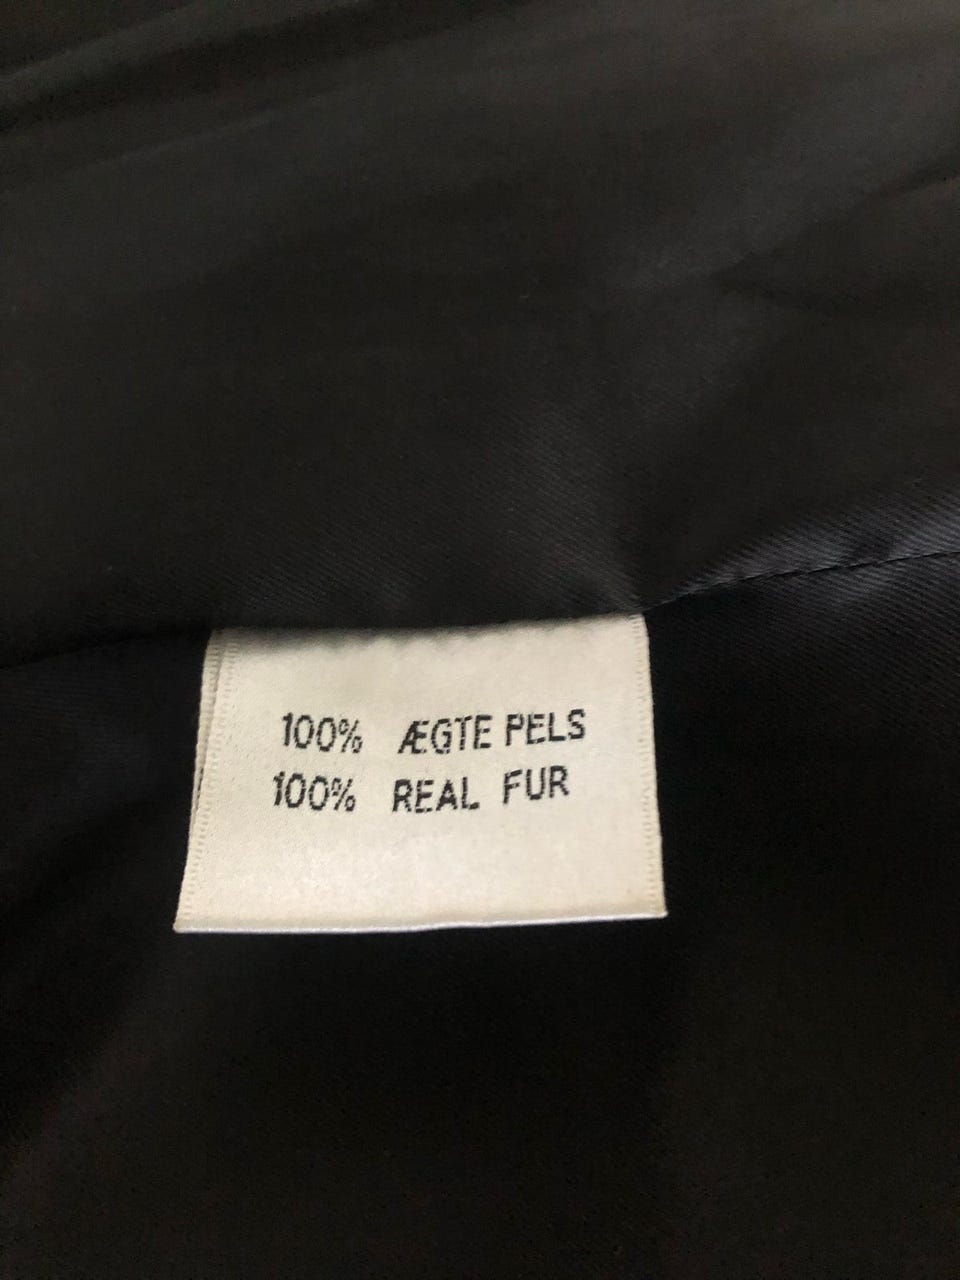 100% ÆGTE PELS
100% REAL FUR